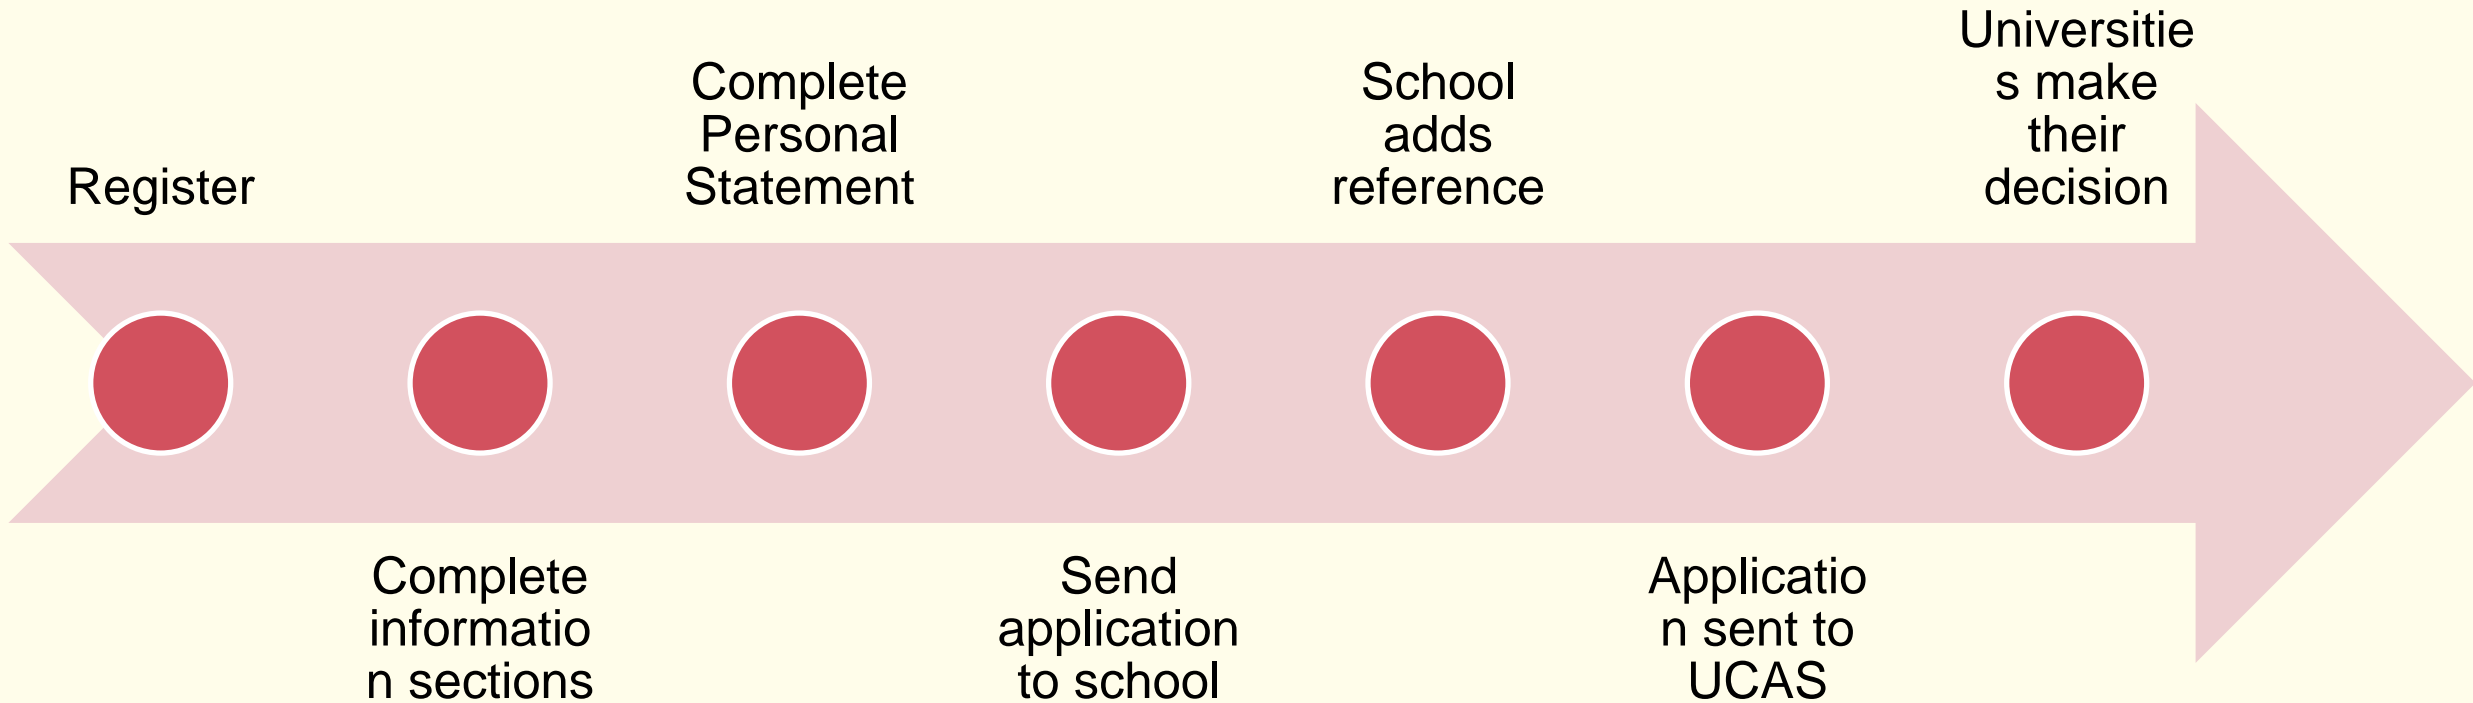 Register
Complete
informatio
n sections
Complete
Personal
Statement
Send
application
to school
School
adds
reference
Applicatio
n sent to
UCAS
Universitie
s make
their
decision